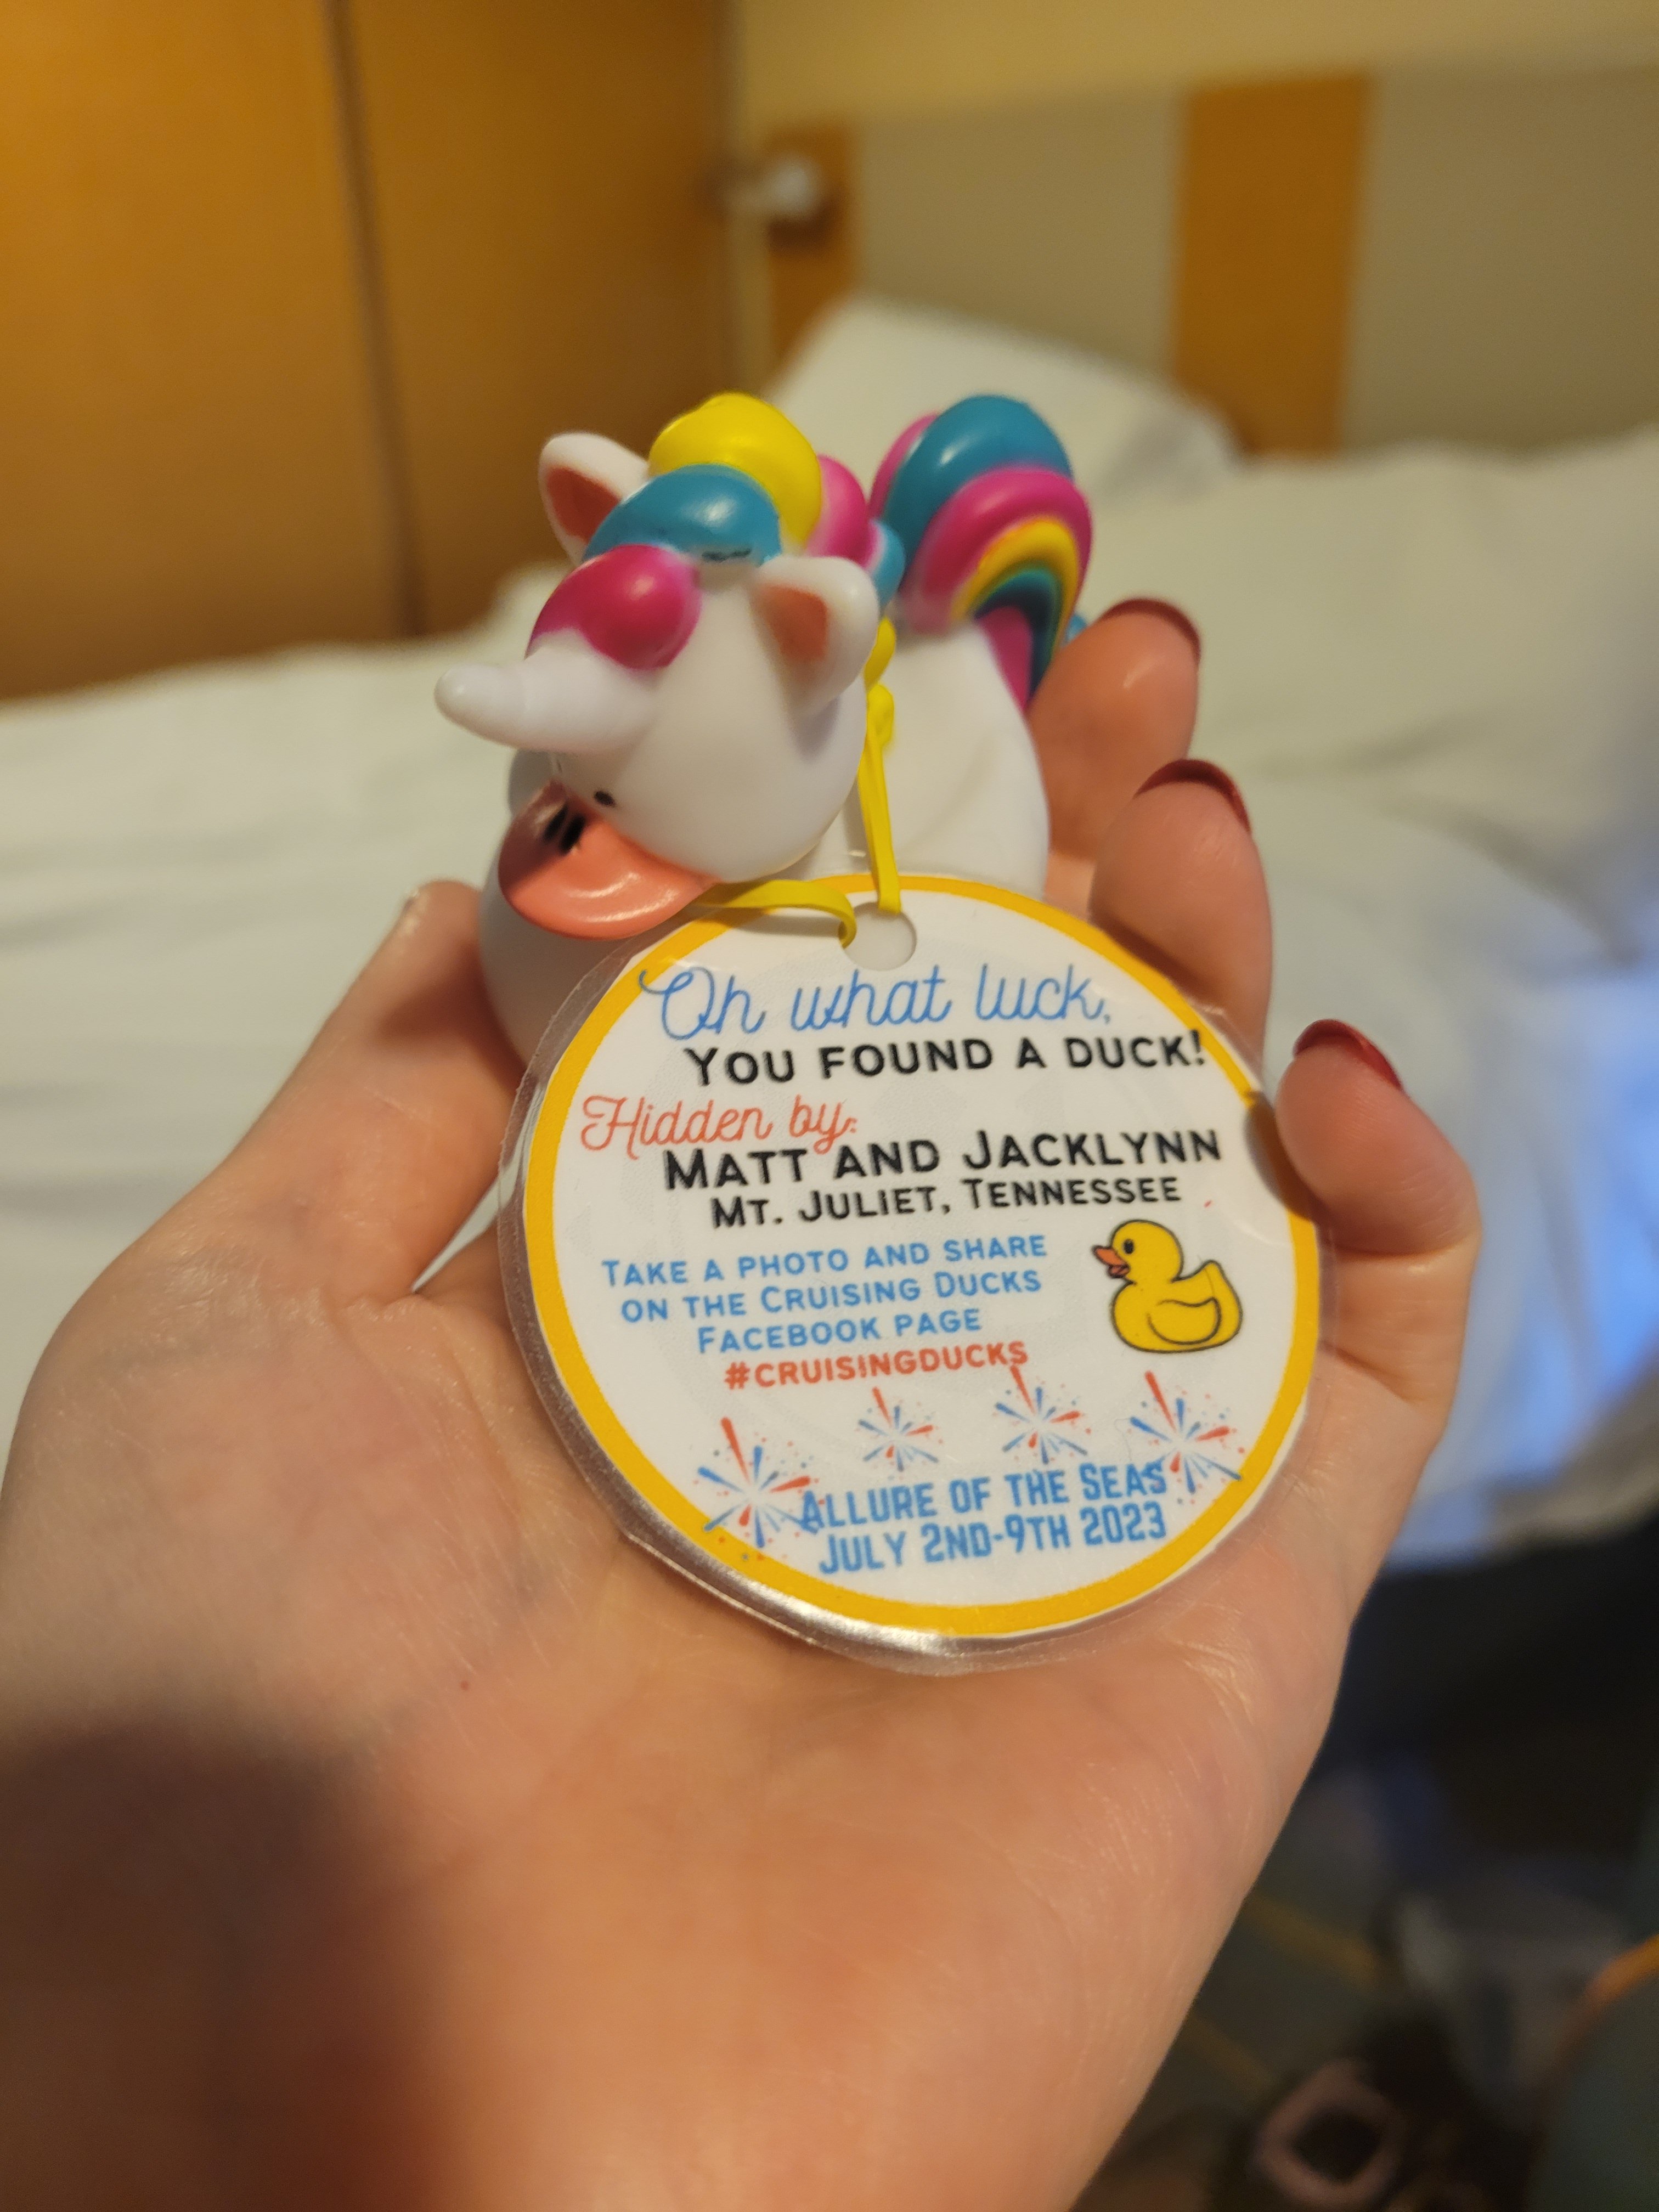 Oh what luck,
YOU FOUND A DUCK!
Hidden by:
MATT AND JACKLYNN
MT. JULIET, TENNESSEE
TAKE A PHOTO AND SHARE
ON THE CRUISING DUCKS
FACEBOOK PAGE
#CRUISINGDUCKS
ALLURE OF THE SEAS
JULY 2ND-9TH 2023